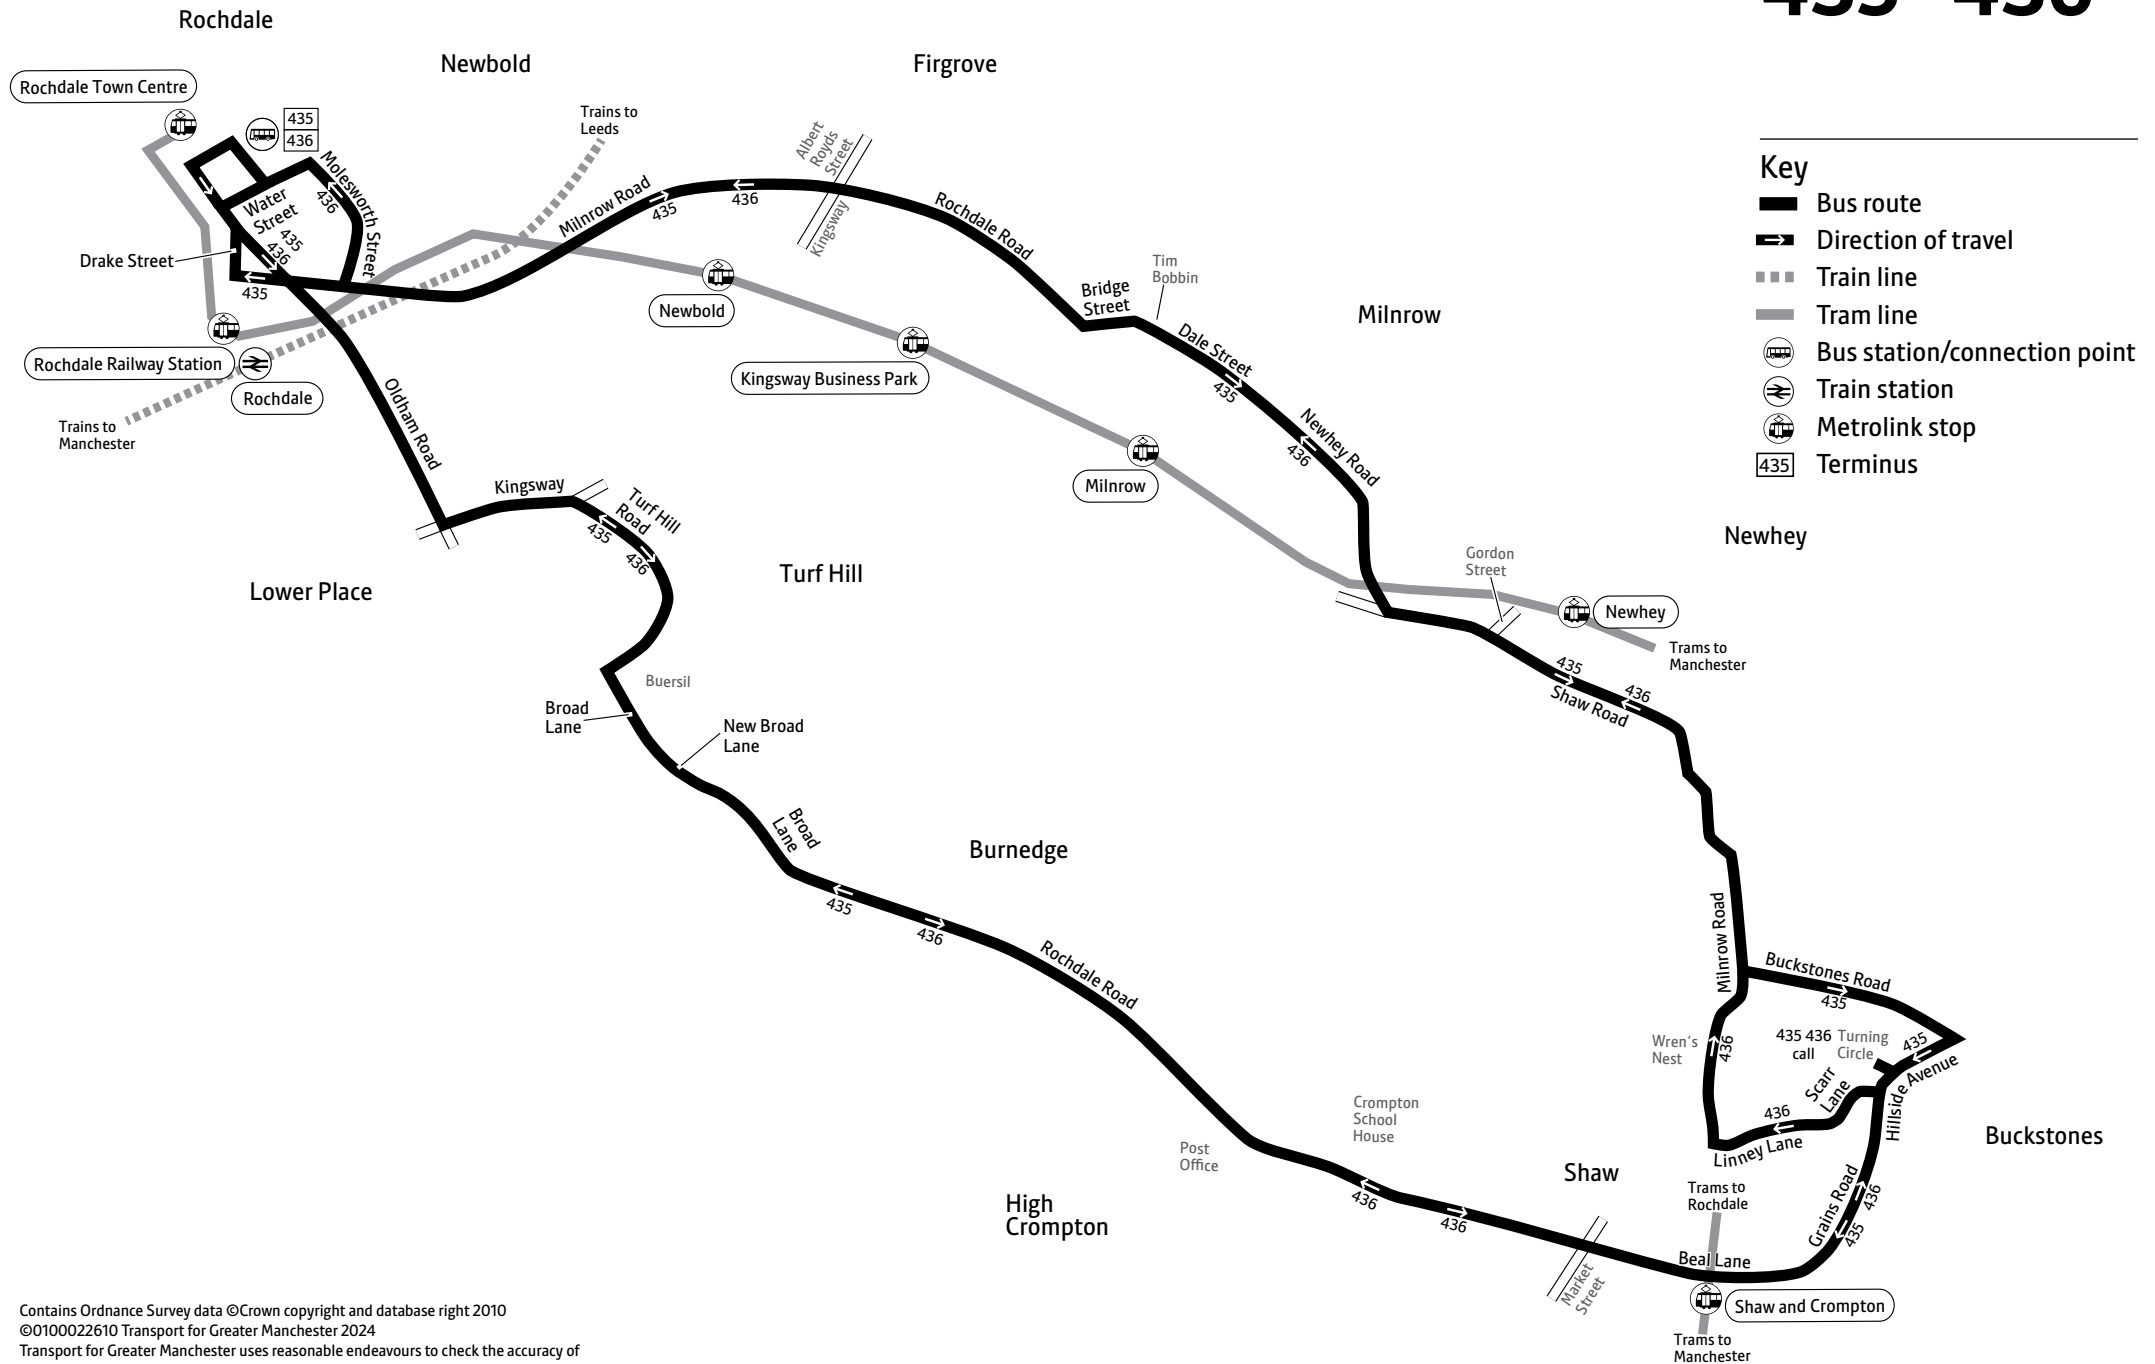 435 436
Rochdale
Newbold
Firgrove
Rochdale Town Centre
435
436
Trains to
Leeds
Albert
Royds
Street
Kingsway
Molesworth Street
436
Water
Street
435
436
Drake Street
435
Milnrow Road
435
436
Rochdale Road
Tim
Bobbin
Bridge
Street
Dale Street
435
Milnrow
Newhey Road
436
Newbold
Kingsway Business Park
Milnrow
Rochdale Railway Station
Rochdale
Trains to
Manchester
Oldham Road
Kingsway
Turf Hill
Road
435
436
Lower Place
Turf Hill
Newhey
Gordon
Street
Newhey
Trams to
Manchester
435
436
Shaw Road
Buersil
Broad
Lane
New Broad
Lane
Broad
Lane
Burnedge
435
436
Rochdale Road
Milnrow Road
Buckstones Road
435
Wren's
Nest
436
435 436
call
Turning
Circle
435
Hillside Avenue
Scarr
Lane
436
Linney Lane
Buckstones
Crompton
School
House
Post
Office
High
Crompton
Shaw
436
436
Market
Street
Trams to
Rochdale
Grains Road
436
435
Beal Lane
Shaw and Crompton
Trams to
Manchester
Key
Bus route
Direction of travel
Train line
Tram line
Bus station/connection point
Train station
Metrolink stop
435 Terminus
Contains Ordnance Survey data ©Crown copyright and database right 2010
©0100022610 Transport for Greater Manchester 2024
Transport for Greater Manchester uses reasonable endeavours to check the accuracy of